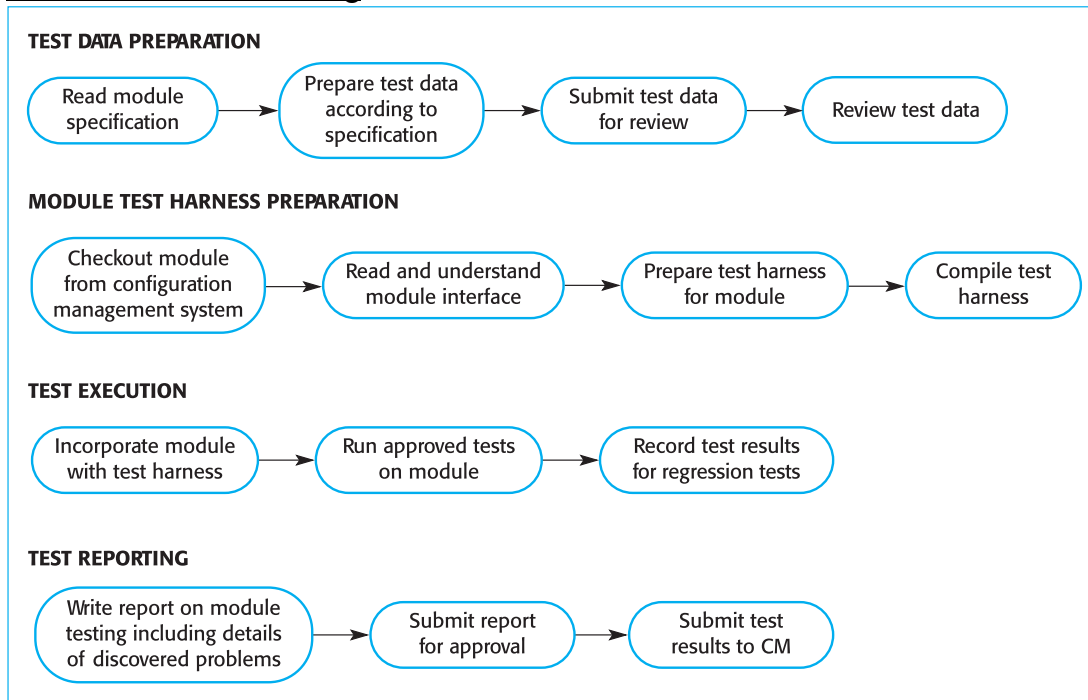 TEST DATA PREPARATION
Read module
specification
Prepare test data
according to
specification
Submit test data
for review
Review test data
MODULE TEST HARNESS PREPARATION
Checkout module
from configuration
management system
Read and understand
module interface
Prepare test harness
for module
Compile test
harness
TEST EXECUTION
Incorporate module
with test harness
Run approved tests
on module
Record test results
for regression tests
TEST REPORTING
Write report on module
testing including details
of discovered problems
Submit report
for approval
Submit test
results to CM